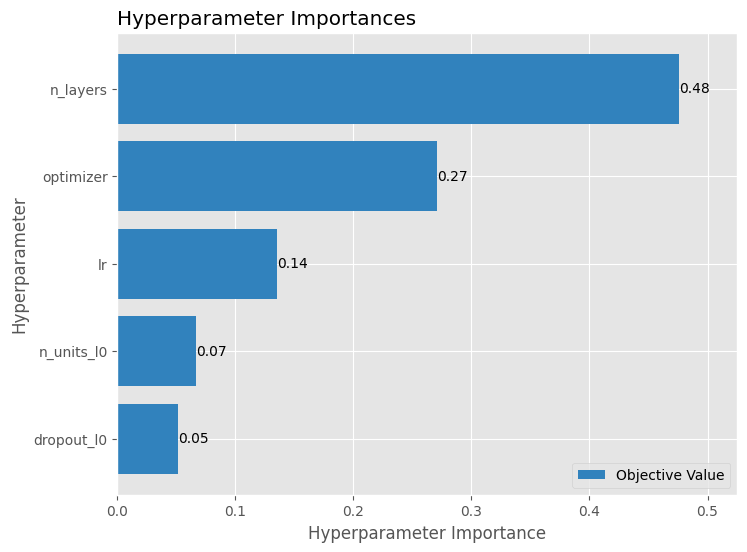 Hyperparameter Importances
Hyperparameter
n_layers
0.48
optimizer
0.27
lr
0.14
n_units_l0
0.07
dropout_l0
0.05
Objective Value
0.0 0.1 0.2 0.3 0.4 0.5
Hyperparameter Importance